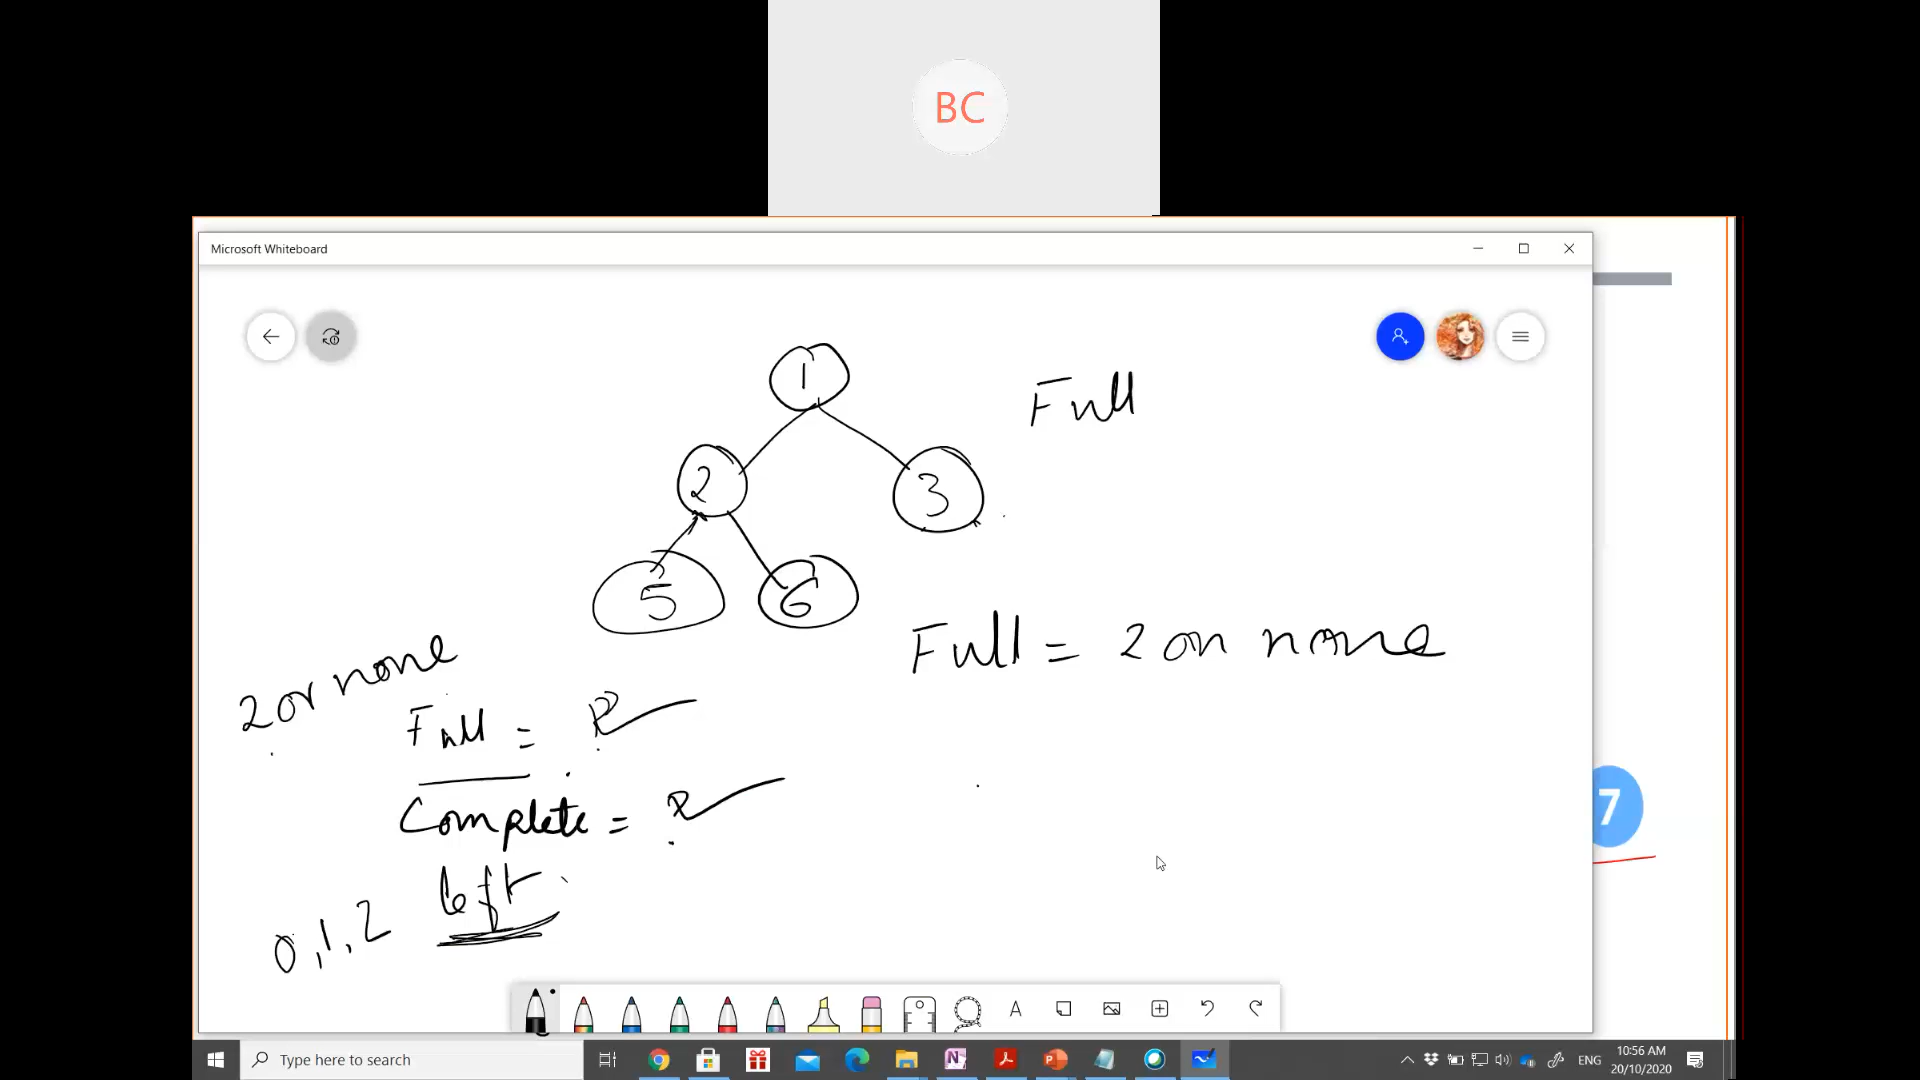 BC
Microsoft Whiteboard
1
Full
2
3
5
6
Full = 2 or none
2 or none
Full =
Complete =
left
0,1,2
7
A
Type here to search
ENG
10:56 AM
20/10/2020